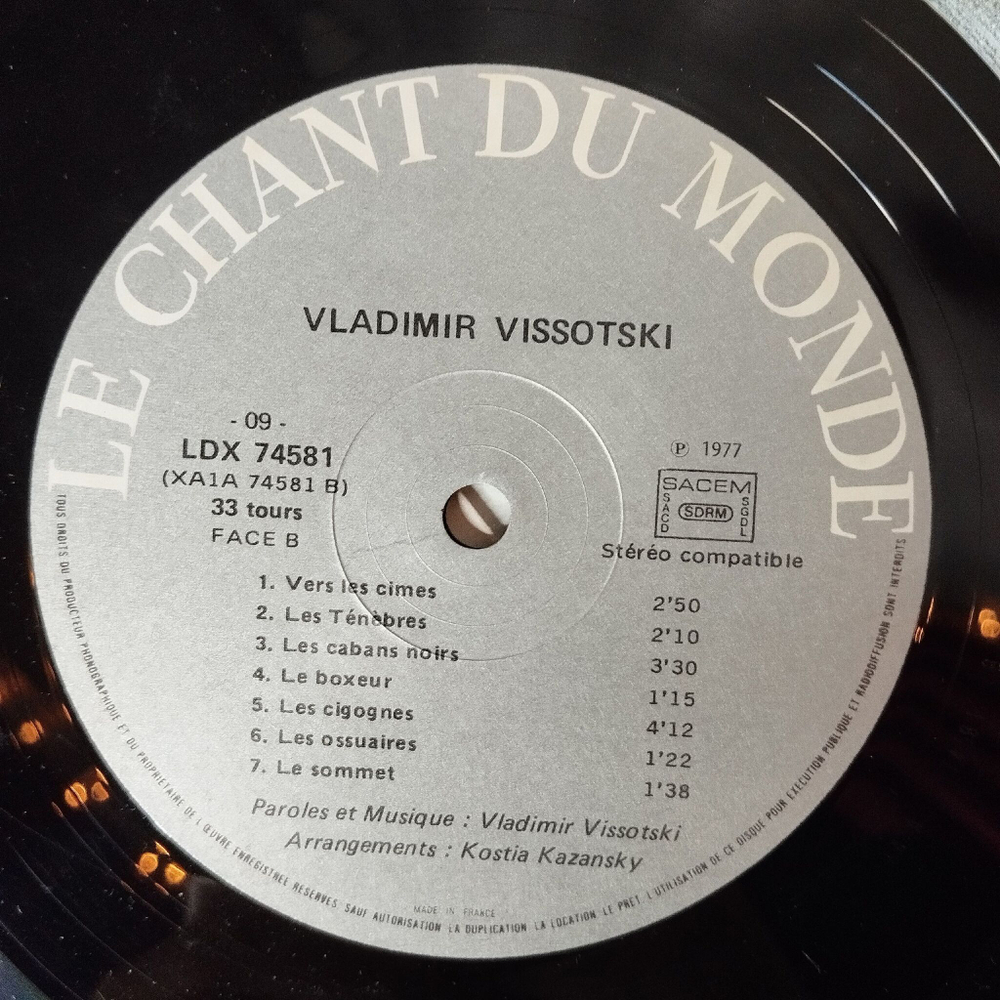 LE CHANT DU MONDE
VLADIMIR VISSOTSKI
- 09 -
LDX 74581
(XA1A 74581 B)
33 tours
FACE B
℗ 1977
SACEM
SACD
SDRM
SGDL
Stéréo compatible
1. Vers les cimes 2'50
2. Les Ténèbres 2'10
3. Les cabans noirs 3'30
4. Le boxeur 1'15
5. Les cigognes 4'12
6. Les ossuaires 1'22
7. Le sommet 1'38
Paroles et Musique : Vladimir Vissotski
Arrangements : Kostia Kazansky
MADE IN FRANCE
TOUS DROITS DU PRODUCTEUR PHONOGRAPHIQUE ET DU PROPRIETAIRE DE L'ŒUVRE ENREGISTREE RESERVES SAUF AUTORISATION LA DUPLICATION LA LOCATION LE PRET L'UTILISATION DE CE DISQUE POUR EXECUTION PUBLIQUE ET RADIODIFFUSION SONT INTERDITS